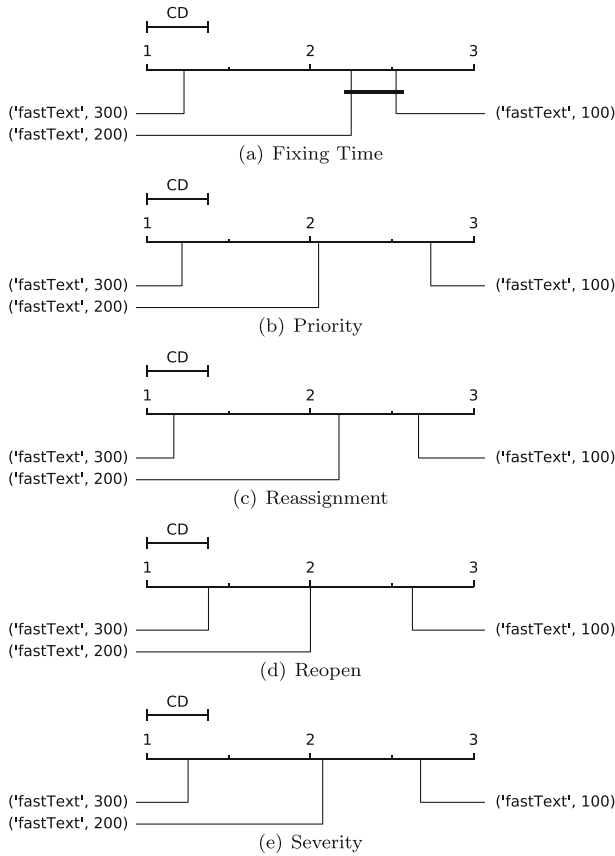 CD
1 2 3
('fastText', 300) ('fastText', 100)
('fastText', 200)
(a) Fixing Time
CD
1 2 3
('fastText', 300) ('fastText', 100)
('fastText', 200)
(b) Priority
CD
1 2 3
('fastText', 300) ('fastText', 100)
('fastText', 200)
(c) Reassignment
CD
1 2 3
('fastText', 300) ('fastText', 100)
('fastText', 200)
(d) Reopen
CD
1 2 3
('fastText', 300) ('fastText', 100)
('fastText', 200)
(e) Severity